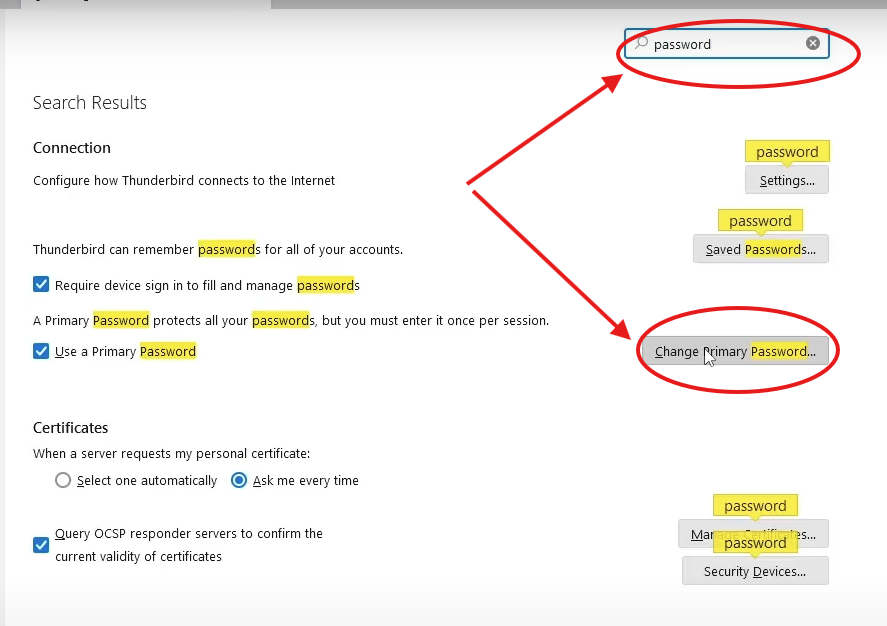 password
Search Results
Connection
password
Configure how Thunderbird connects to the Internet
Settings...
password
Thunderbird can remember passwords for all of your accounts.
Saved Passwords...
Require device sign in to fill and manage passwords
A Primary Password protects all your passwords, but you must enter it once per session.
Use a Primary Password
Change Primary Password...
Certificates
When a server requests my personal certificate:
Select one automatically
Ask me every time
password
Query OCSP responder servers to confirm the
current validity of certificates
Manage Certificates...
password
Security Devices...